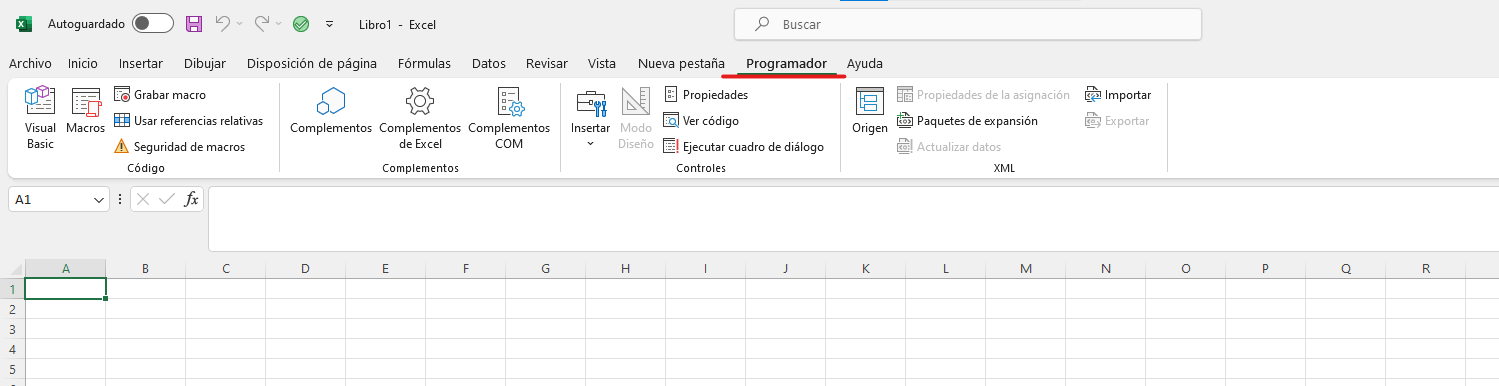 Autoguardado Libro1 - Excel Buscar
Archivo Inicio Insertar Dibujar Disposición de página Fórmulas Datos Revisar Vista Nueva pestaña Programador Ayuda
Visual Basic
Macros
Grabar macro
Usar referencias relativas
Seguridad de macros
Código
Complementos
Complementos de Excel
Complementos COM
Complementos
Insertar
Modo Diseño
Propiedades
Ver código
Ejecutar cuadro de diálogo
Controles
Origen
Propiedades de la asignación
Paquetes de expansión
Actualizar datos
Importar
Exportar
XML
A1 fx
A B C D E F G H I J K L M N O P Q R
1
2
3
4
5